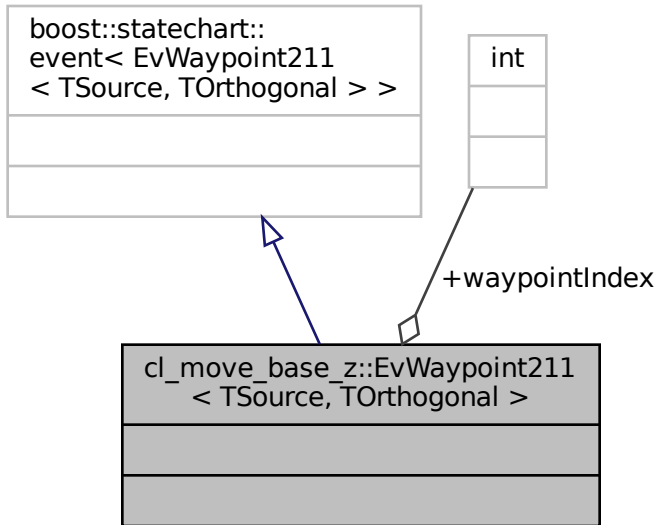 boost::statechart::
event< EvWaypoint211
< TSource, TOrthogonal > >
int
+waypointIndex
cl_move_base_z::EvWaypoint211
< TSource, TOrthogonal >